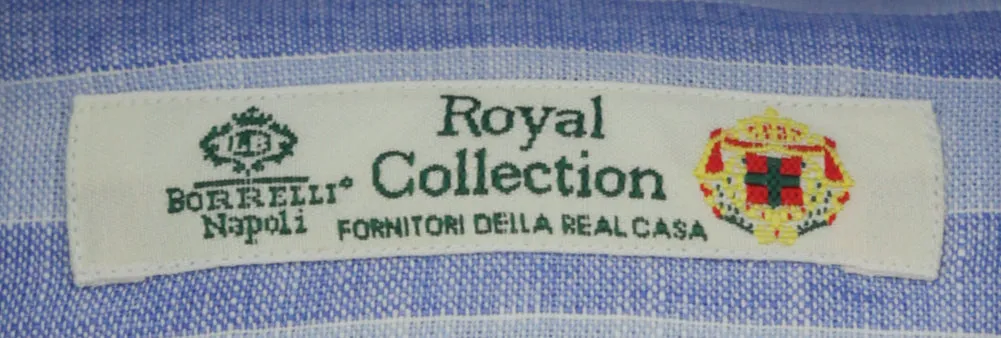 LB
BORRELLI
Napoli
Royal
Collection
FORNITORI DELLA REAL CASA